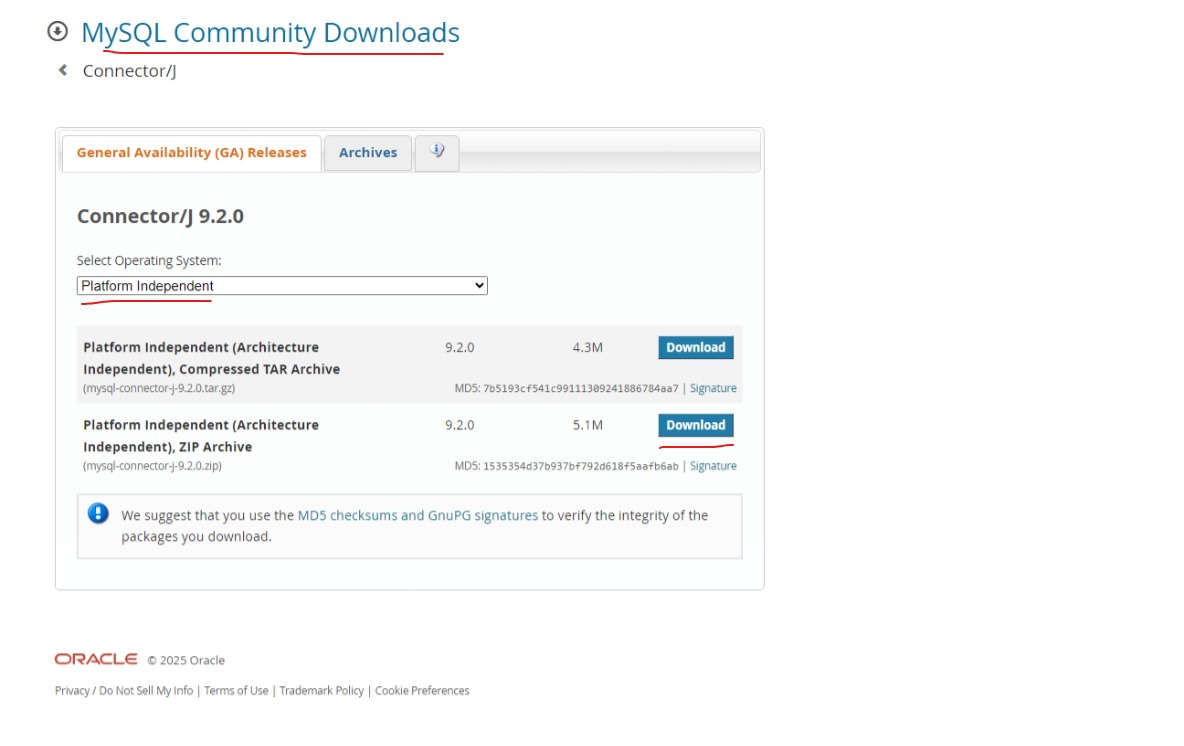 MySQL Community Downloads
Connector/J
General Availability (GA) Releases Archives
Connector/J 9.2.0
Select Operating System:
Platform Independent
Platform Independent (Architecture Independent), Compressed TAR Archive 9.2.0 4.3M Download
(mysql-connector-j-9.2.0.tar.gz) MD5: 7b5193cf541c99111309241886784aa7 | Signature
Platform Independent (Architecture Independent), ZIP Archive 9.2.0 5.1M Download
(mysql-connector-j-9.2.0.zip) MD5: 1535354d37b937bf792d618f5aafb6ab | Signature
We suggest that you use the MD5 checksums and GnuPG signatures to verify the integrity of the
packages you download.
ORACLE © 2025 Oracle
Privacy / Do Not Sell My Info | Terms of Use | Trademark Policy | Cookie Preferences